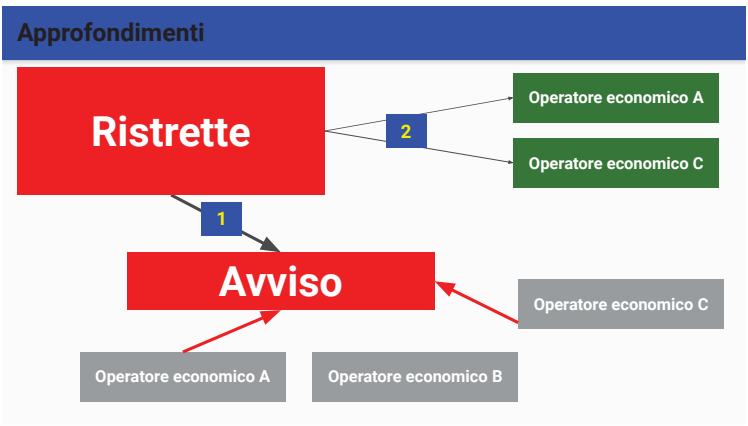 Approfondimenti
Ristrette
2
Operatore economico A
Operatore economico C
1
Avviso
Operatore economico C
Operatore economico A
Operatore economico B